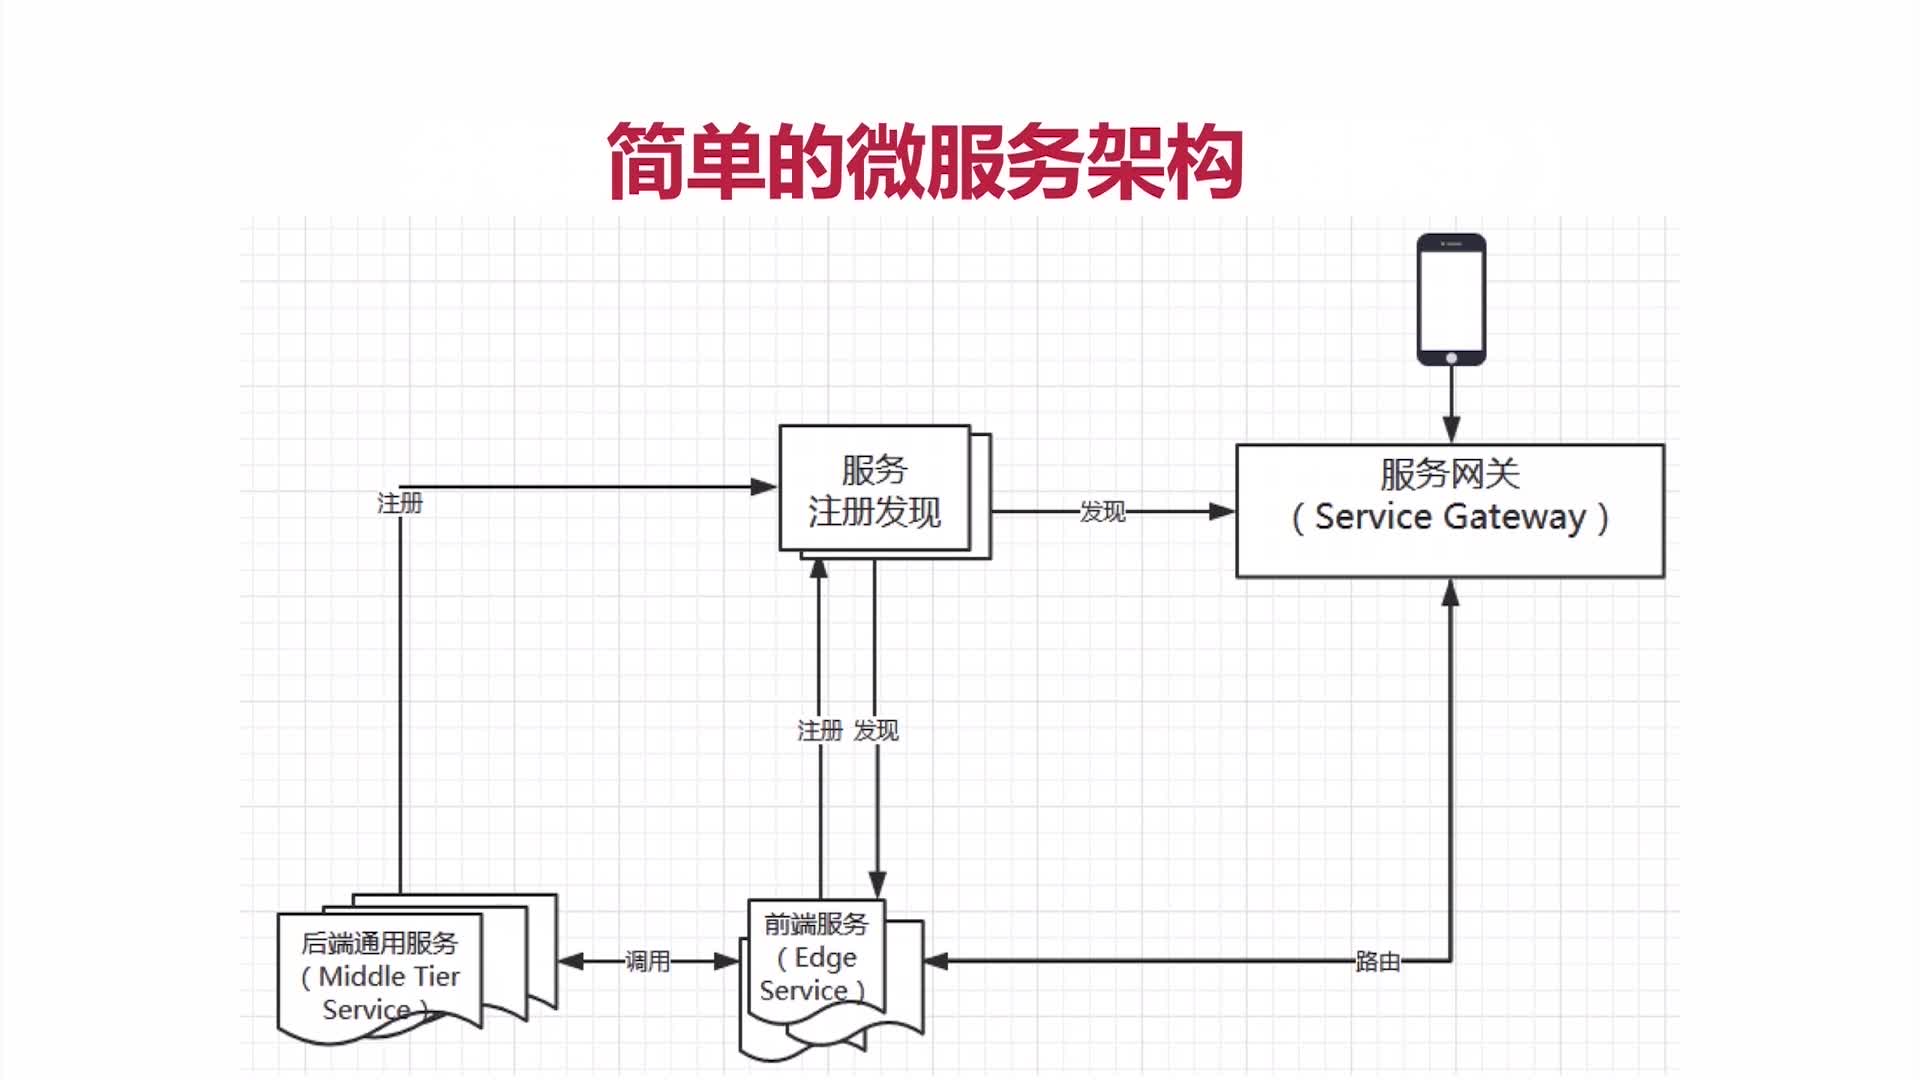 简单的微服务架构
服务
注册发现
服务网关
（Service Gateway）
注册
发现
注册
发现
后端通用服务
（Middle Tier
Service）
调用
前端服务
（Edge
Service）
路由